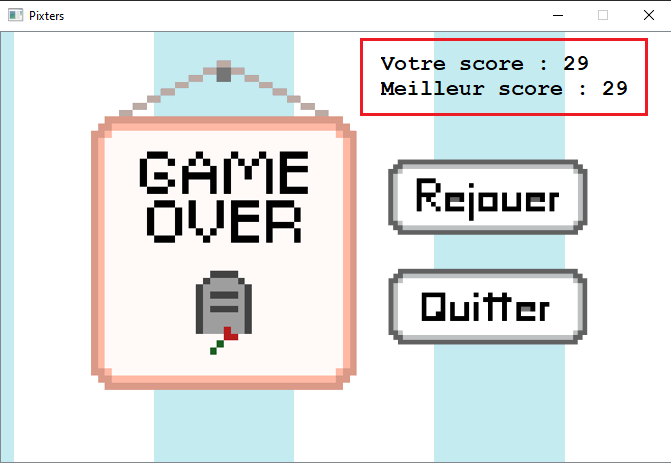 Pixters
Votre score : 29
Meilleur score : 29
GAME
OVER
Rejouer
Quitter